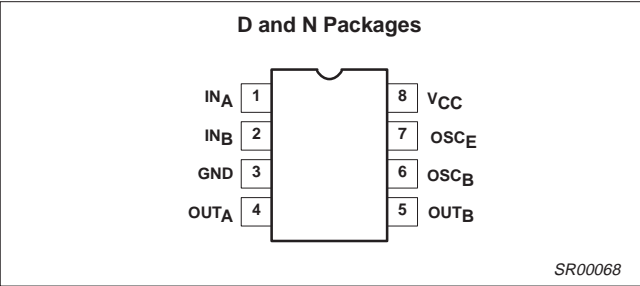 D and N Packages
INA 1 8 VCC
INB 2 7 OSCE
GND 3 6 OSCB
OUTA 4 5 OUTB
SR00068